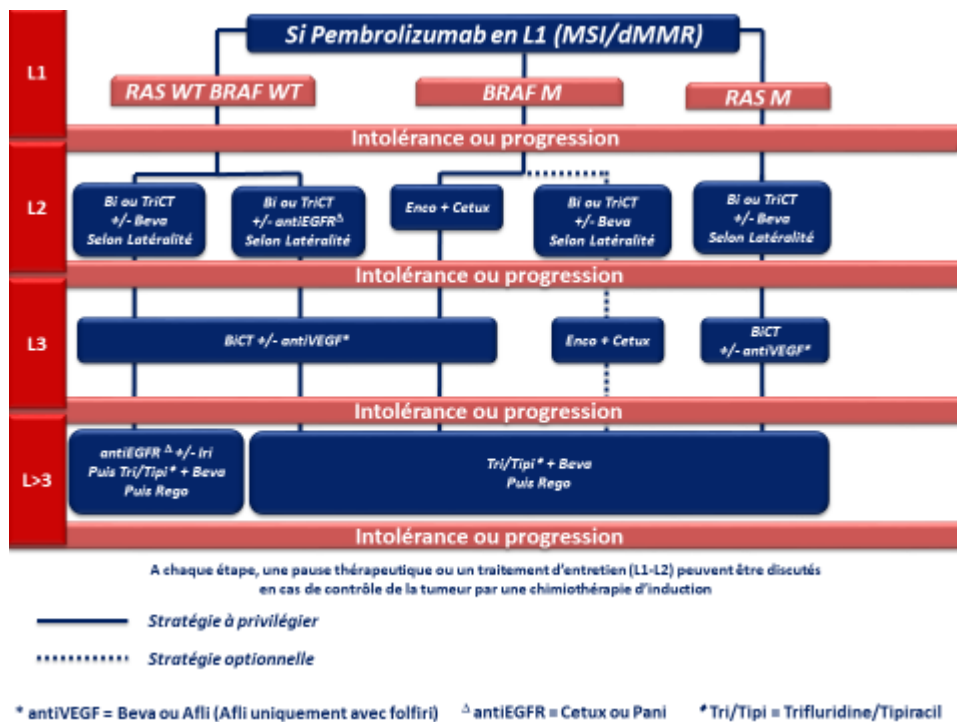 Si Pembrolizumab en L1 (MSI/dMMR)
L1
RAS WT BRAF WT
BRAF M
RAS M
Intolérance ou progression
L2
Bi ou TriCT
+/- Beva
Selon Latéralité
Bi ou TriCT
+/- antiEGFR Δ
Selon Latéralité
Enco + Cetux
Bi ou TriCT
+/- Beva
Selon Latéralité
Bi ou TriCT
+/- Beva
Selon Latéralité
Intolérance ou progression
L3
BiCT +/- antiVEGF*
Enco + Cetux
BiCT
+/- antiVEGF*
Intolérance ou progression
L>3
antiEGFR Δ +/- Iri
Puis Tri/Tipi# + Beva
Puis Rego
Tri/Tipi# + Beva
Puis Rego
Intolérance ou progression
A chaque étape, une pause thérapeutique ou un traitement d'entretien (L1-L2) peuvent être discutés
en cas de contrôle de la tumeur par une chimiothérapie d'induction
Stratégie à privilégier
Stratégie optionnelle
* antiVEGF = Beva ou Afli (Afli uniquement avec folfiri) Δ antiEGFR = Cetux ou Pani # Tri/Tipi = Trifluridine/Tipiracil